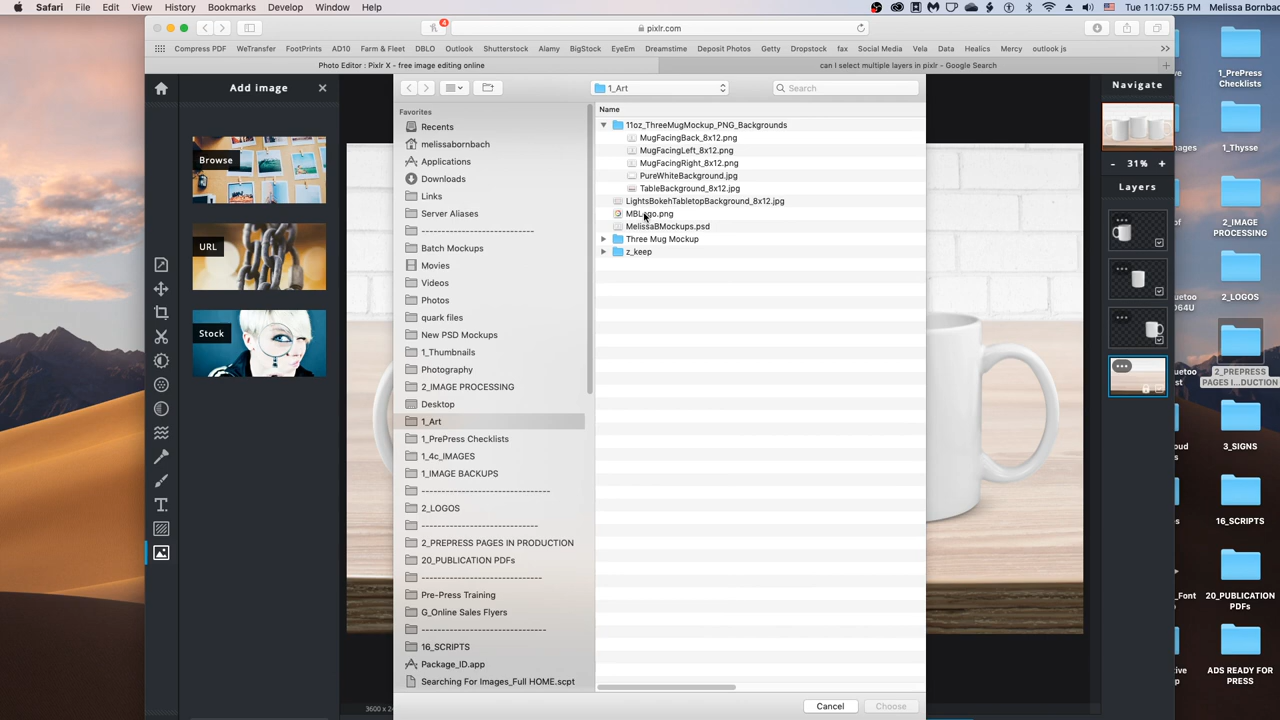 Safari File Edit View History Bookmarks Develop Window Help
Tue 11:07:55 PM Melissa Bornbac
4
pixlr.com
Compress PDF WeTransfer FootPrints AD10 Farm & Fleet DBLO Outlook Shutterstock Alamy BigStock EyeEm Dreamstime Deposit Photos Getty Dropstock fax Social Media Vela Data Healics Mercy outlook js
Photo Editor : Pixlr X - free image editing online
can I select multiple layers in pixlr - Google Search
Add image
Browse
URL
Stock
1_Art
Search
Favorites
Recents
melissabornbach
Applications
Downloads
Links
Server Aliases
----------------------------
Batch Mockups
Movies
Videos
Photos
quark files
New PSD Mockups
1_Thumbnails
Photography
2_IMAGE PROCESSING
Desktop
1_Art
1_PrePress Checklists
1_4c_IMAGES
1_IMAGE BACKUPS
--------------------------------
2_LOGOS
-----------------------------
2_PREPRESS PAGES IN PRODUCTION
20_PUBLICATION PDFs
------------------------------
Pre-Press Training
G_Online Sales Flyers
-------------------------------
16_SCRIPTS
Package_ID.app
Searching For Images_Full HOME.scpt
Name
11oz_ThreeMugMockup_PNG_Backgrounds
MugFacingBack_8x12.png
MugFacingLeft_8x12.png
MugFacingRight_8x12.png
PureWhiteBackground.jpg
TableBackground_8x12.jpg
LightsBokehTabletopBackground_8x12.jpg
MelissaBMockups.psd
Three Mug Mockup
z_keep
Cancel
Choose
3600 x 2
Navigate
- 31% +
Layers
1_PrePress
Checklists
1_Thysse
2_IMAGE
PROCESSING
2_LOGOS
2_PREPRESS
PAGES I...DUCTION
3_SIGNS
16_SCRIPTS
20_PUBLICATION
PDFs
ADS READY FOR
PRESS